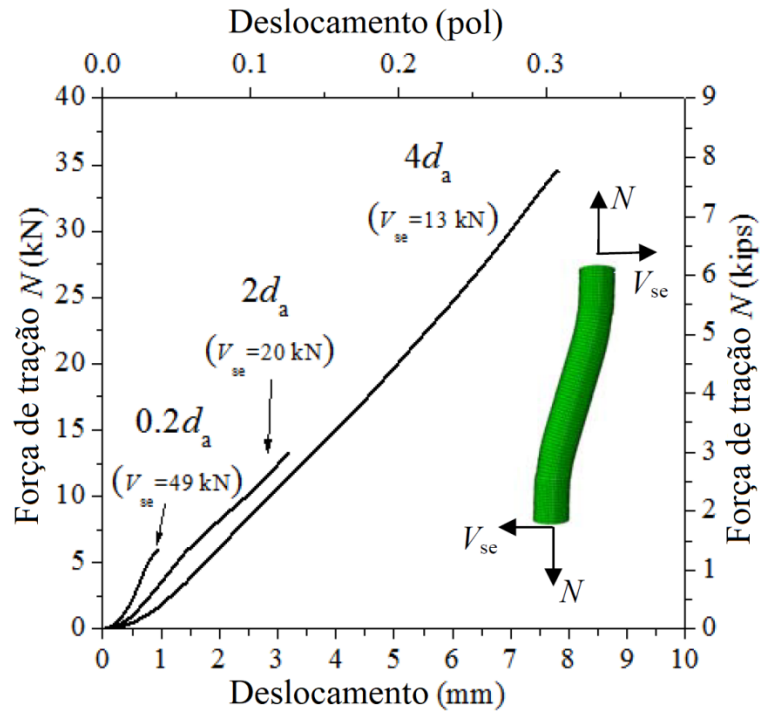 Deslocamento (pol)
0.0 0.1 0.2 0.3
40 9
35 8
30 7
25 6
20 5
15 4
10 3
5 2
0 1
0
Força de tração N (kN)
Força de tração N (kips)
4dₐ
(Vse=13 kN)
2dₐ
(Vse=20 kN)
0.2dₐ
(Vse=49 kN)
N
Vse
Vse
N
0 1 2 3 4 5 6 7 8 9 10
Deslocamento (mm)